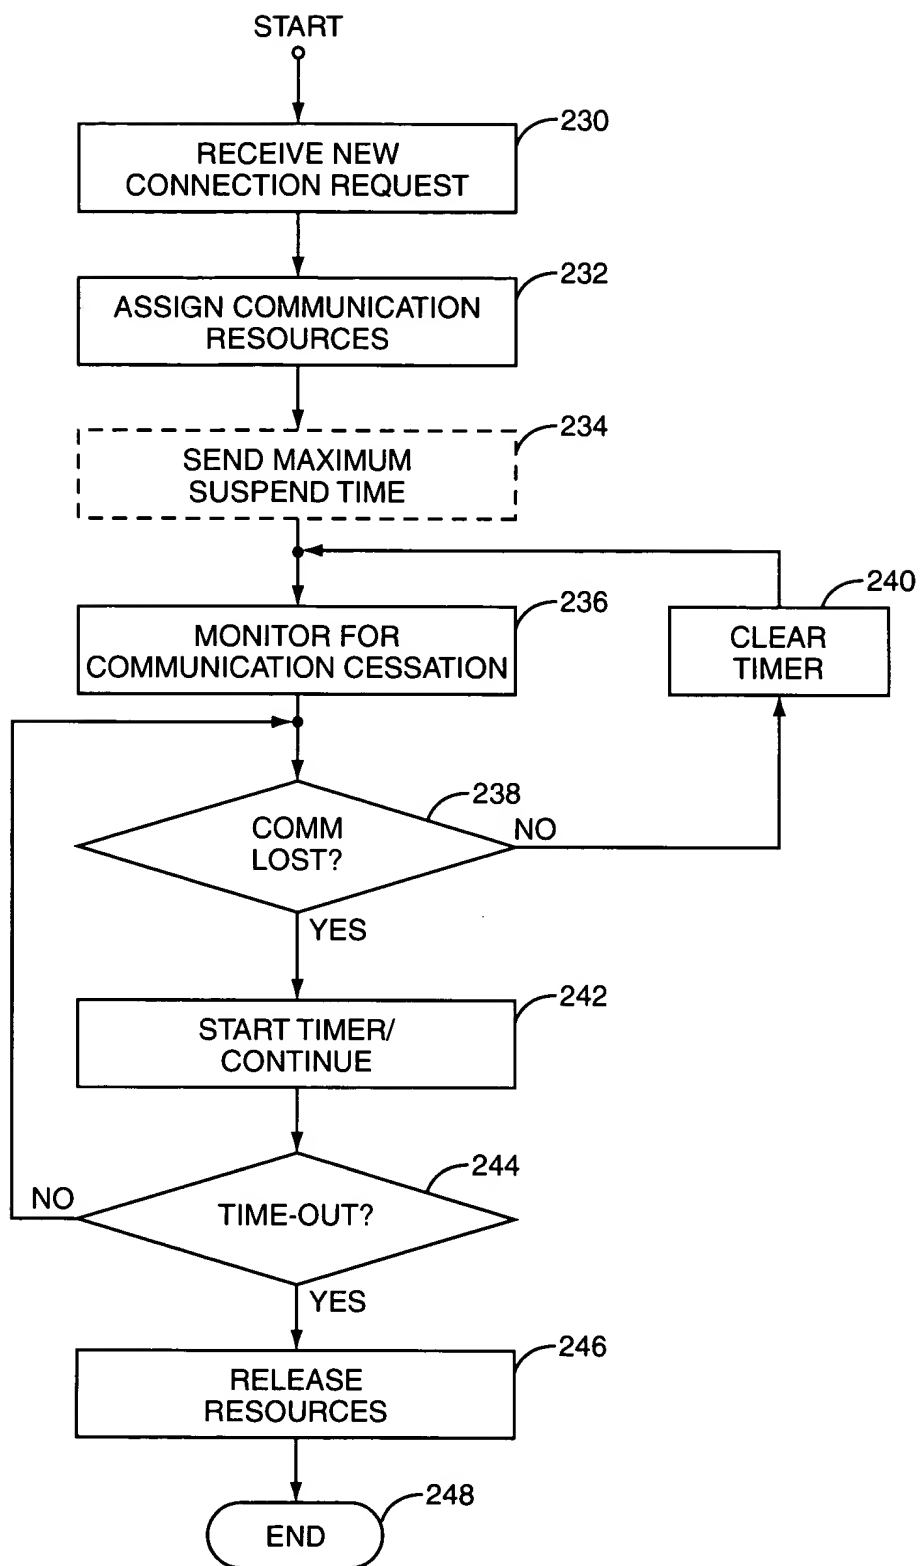 START
230
RECEIVE NEW
CONNECTION REQUEST
232
ASSIGN COMMUNICATION
RESOURCES
234
SEND MAXIMUM
SUSPEND TIME
236
MONITOR FOR
COMMUNICATION CESSATION
240
CLEAR
TIMER
238
COMM
LOST?
NO
YES
242
START TIMER/
CONTINUE
244
TIME-OUT?
NO
YES
246
RELEASE
RESOURCES
248
END